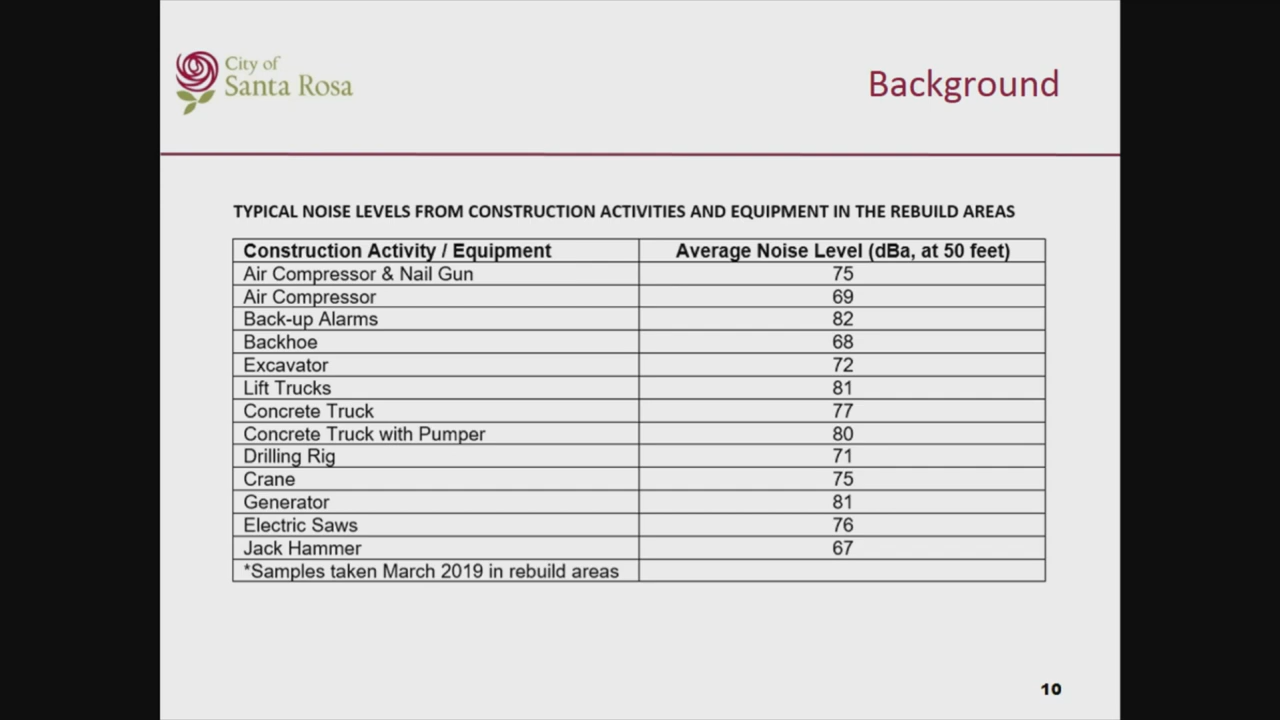 City of
Santa Rosa
Background
TYPICAL NOISE LEVELS FROM CONSTRUCTION ACTIVITIES AND EQUIPMENT IN THE REBUILD AREAS
Construction Activity / Equipment Average Noise Level (dBa, at 50 feet)
Air Compressor & Nail Gun 75
Air Compressor 69
Back-up Alarms 82
Backhoe 68
Excavator 72
Lift Trucks 81
Concrete Truck 77
Concrete Truck with Pumper 80
Drilling Rig 71
Crane 75
Generator 81
Electric Saws 76
Jack Hammer 67
*Samples taken March 2019 in rebuild areas
10